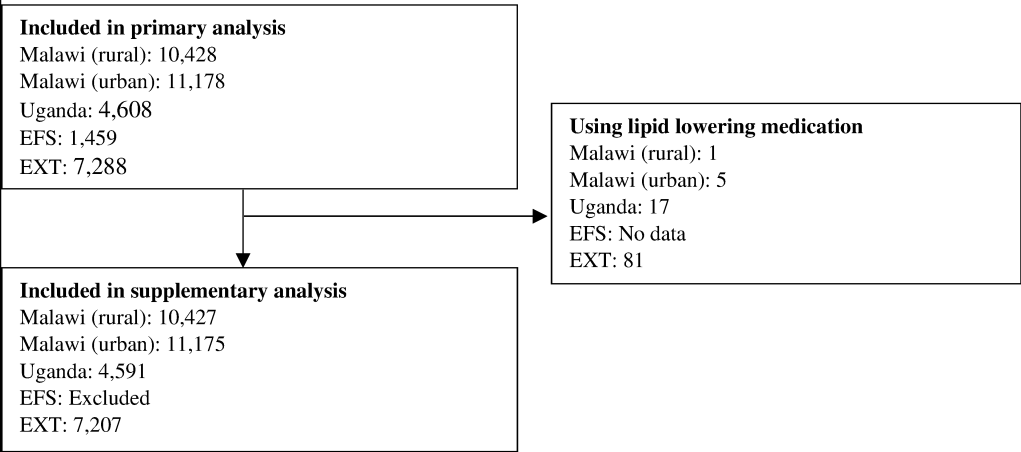 Included in primary analysis
Malawi (rural): 10,428
Malawi (urban): 11,178
Uganda: 4,608
EFS: 1,459
EXT: 7,288
Using lipid lowering medication
Malawi (rural): 1
Malawi (urban): 5
Uganda: 17
EFS: No data
EXT: 81
Included in supplementary analysis
Malawi (rural): 10,427
Malawi (urban): 11,175
Uganda: 4,591
EFS: Excluded
EXT: 7,207